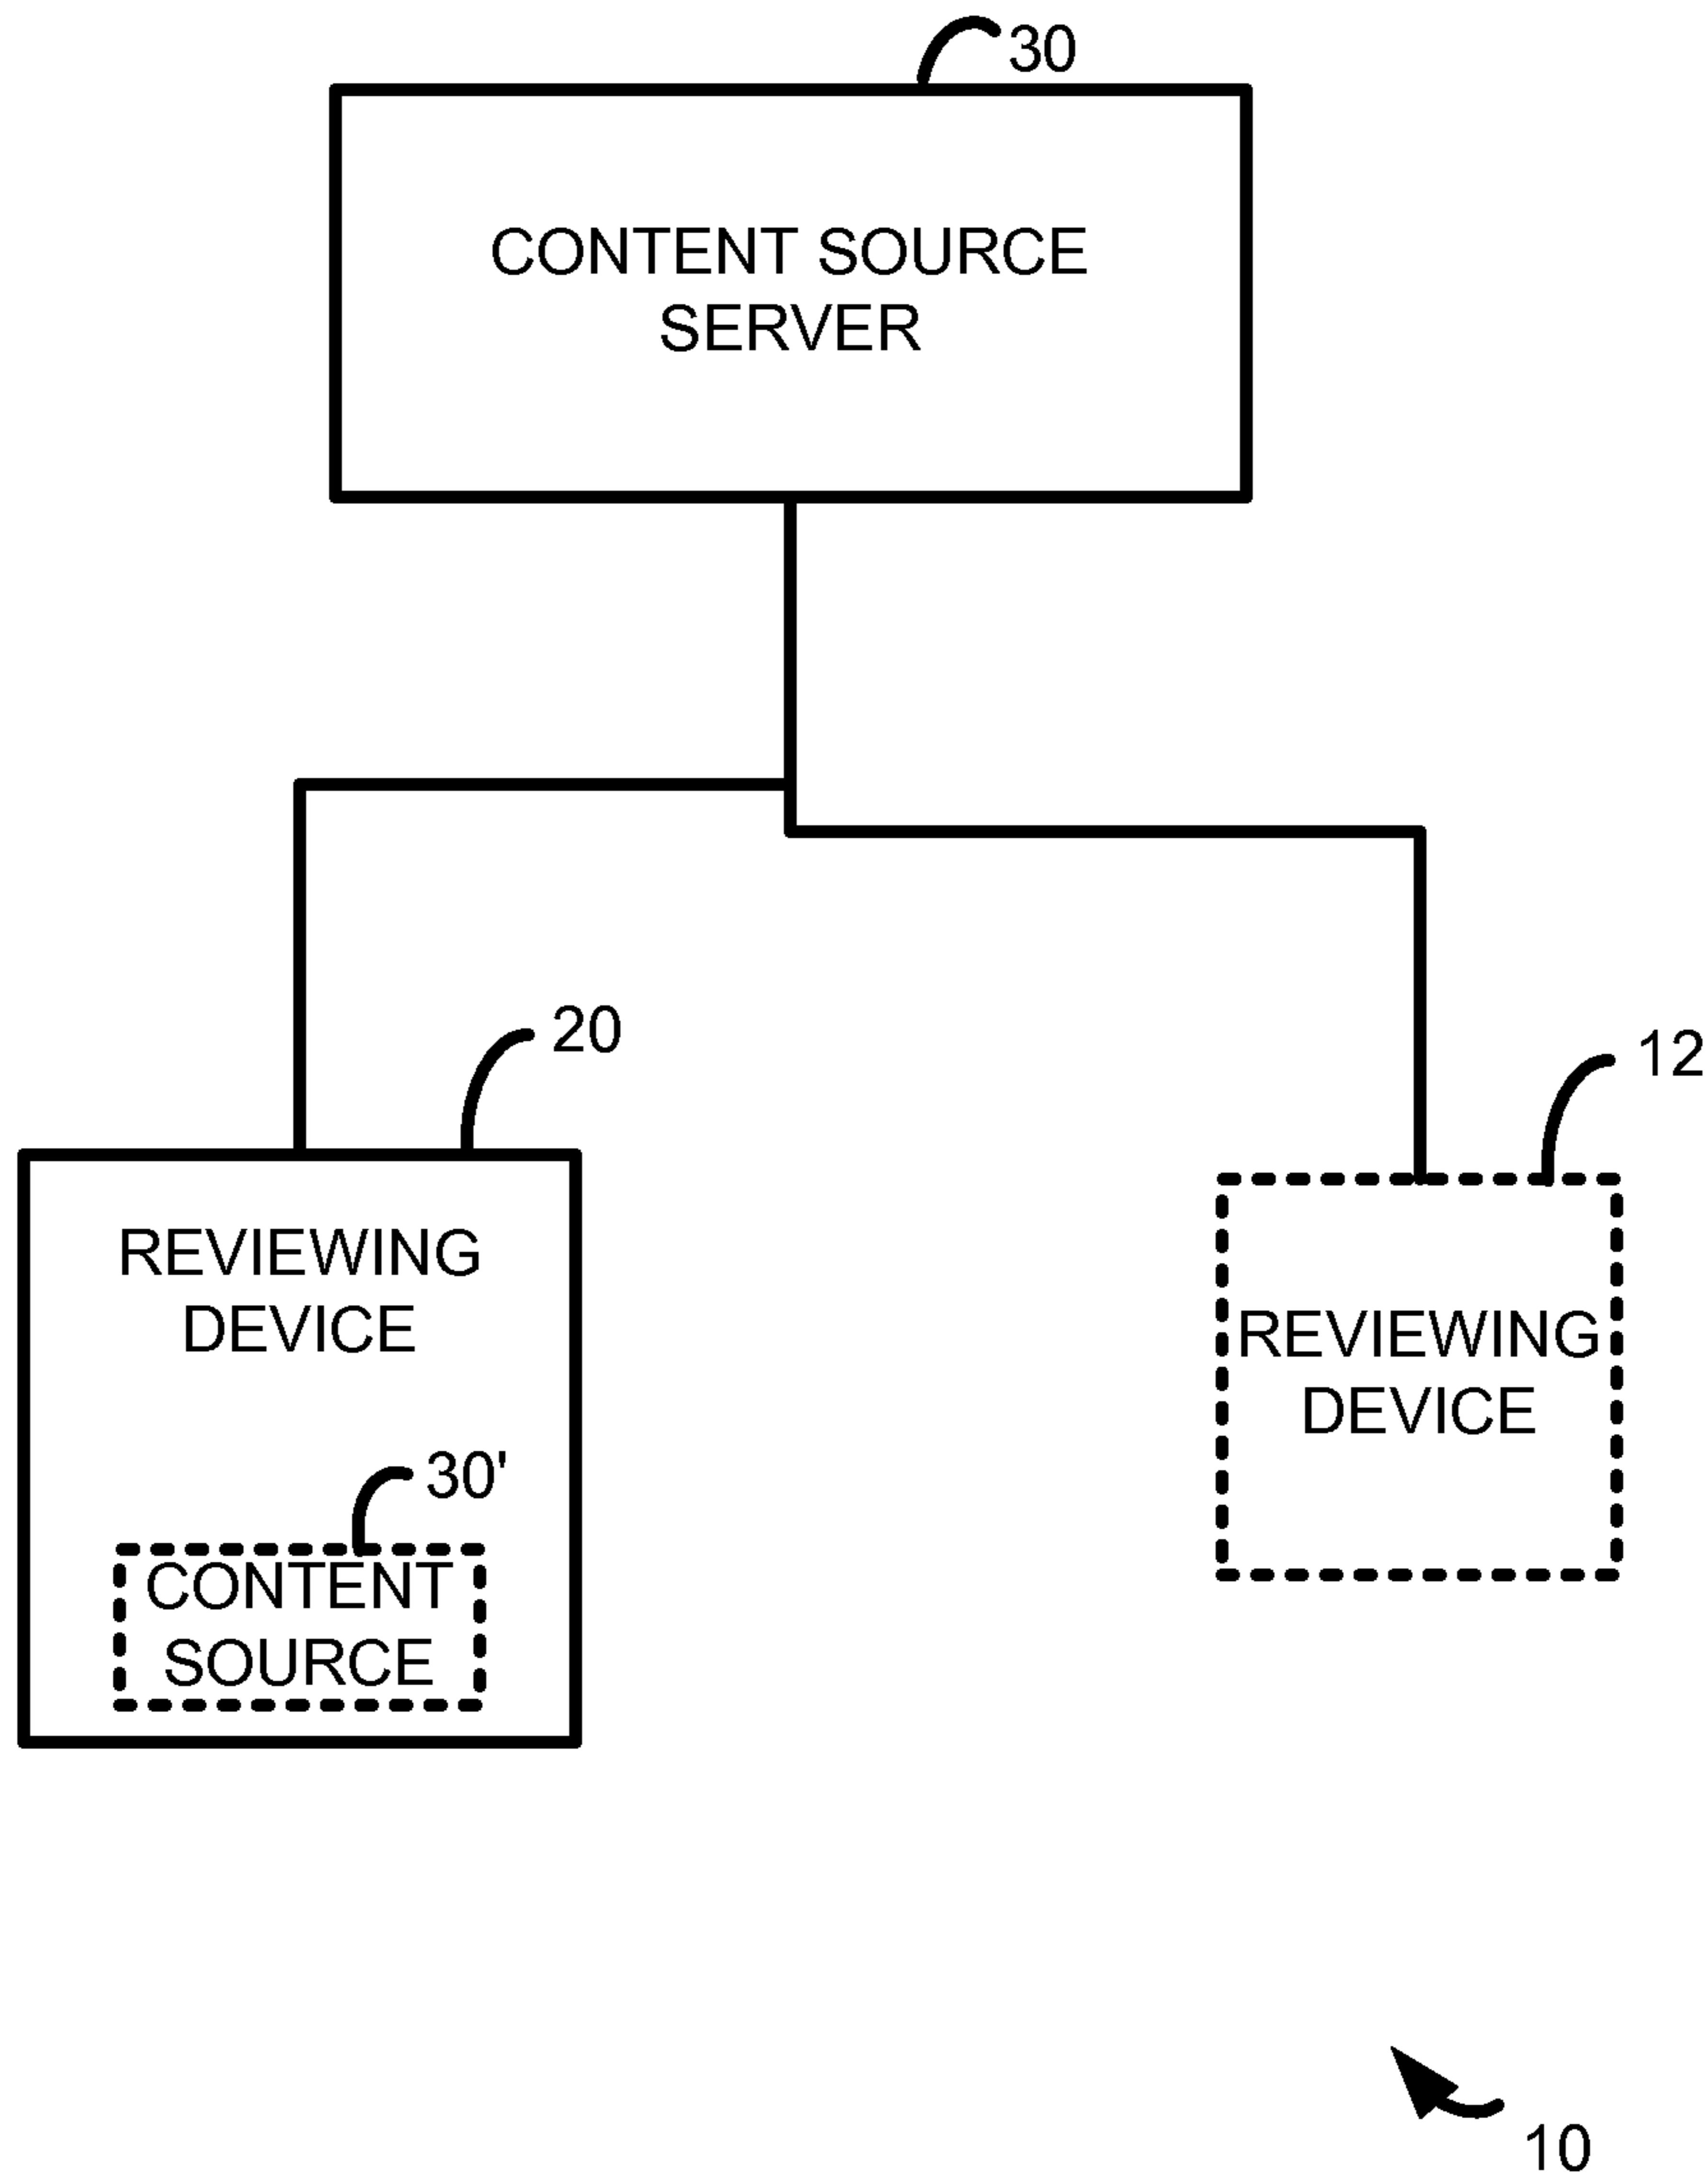 30
CONTENT SOURCE
SERVER
20
12
REVIEWING
DEVICE
30'
CONTENT
SOURCE
REVIEWING
DEVICE
10